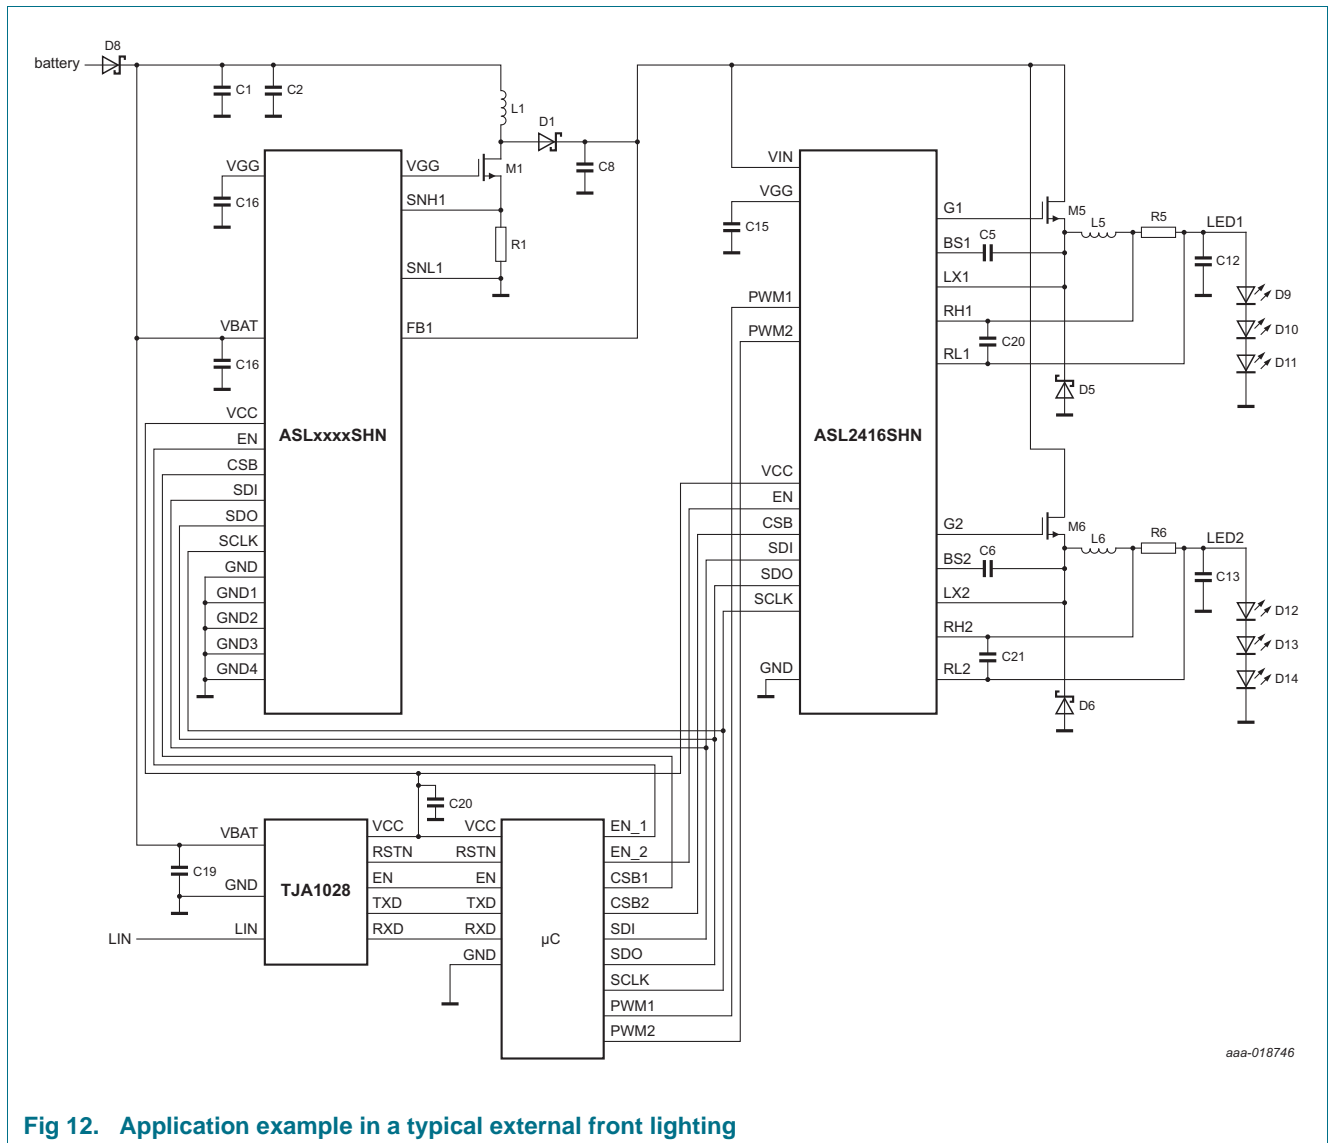 D8
battery
C1
C2
L1
D1
VGG
VGG
M1
C8
VIN
C16
SNH1
VGG
R1
C15
G1
M5
L5
R5
LED1
BS1
C5
C12
SNL1
LX1
D9
PWM1
RH1
VBAT
FB1
PWM2
C20
D10
C16
RL1
D11
D5
VCC
ASLxxxxSHN
ASL2416SHN
EN
CSB
VCC
SDI
EN
SDO
CSB
G2
M6
L6
R6
LED2
SCLK
SDI
BS2
C6
C13
GND
SDO
GND1
SCLK
LX2
D12
GND2
RH2
GND3
C21
D13
GND4
GND
RL2
D14
D6
C20
VBAT
VCC
VCC
EN_1
RSTN
RSTN
EN_2
C19
GND
EN
EN
CSB1
TJA1028
TXD
TXD
CSB2
LIN
LIN
RXD
RXD
µC
SDI
GND
SDO
SCLK
PWM1
PWM2
aaa-018746
Fig 12. Application example in a typical external front lighting